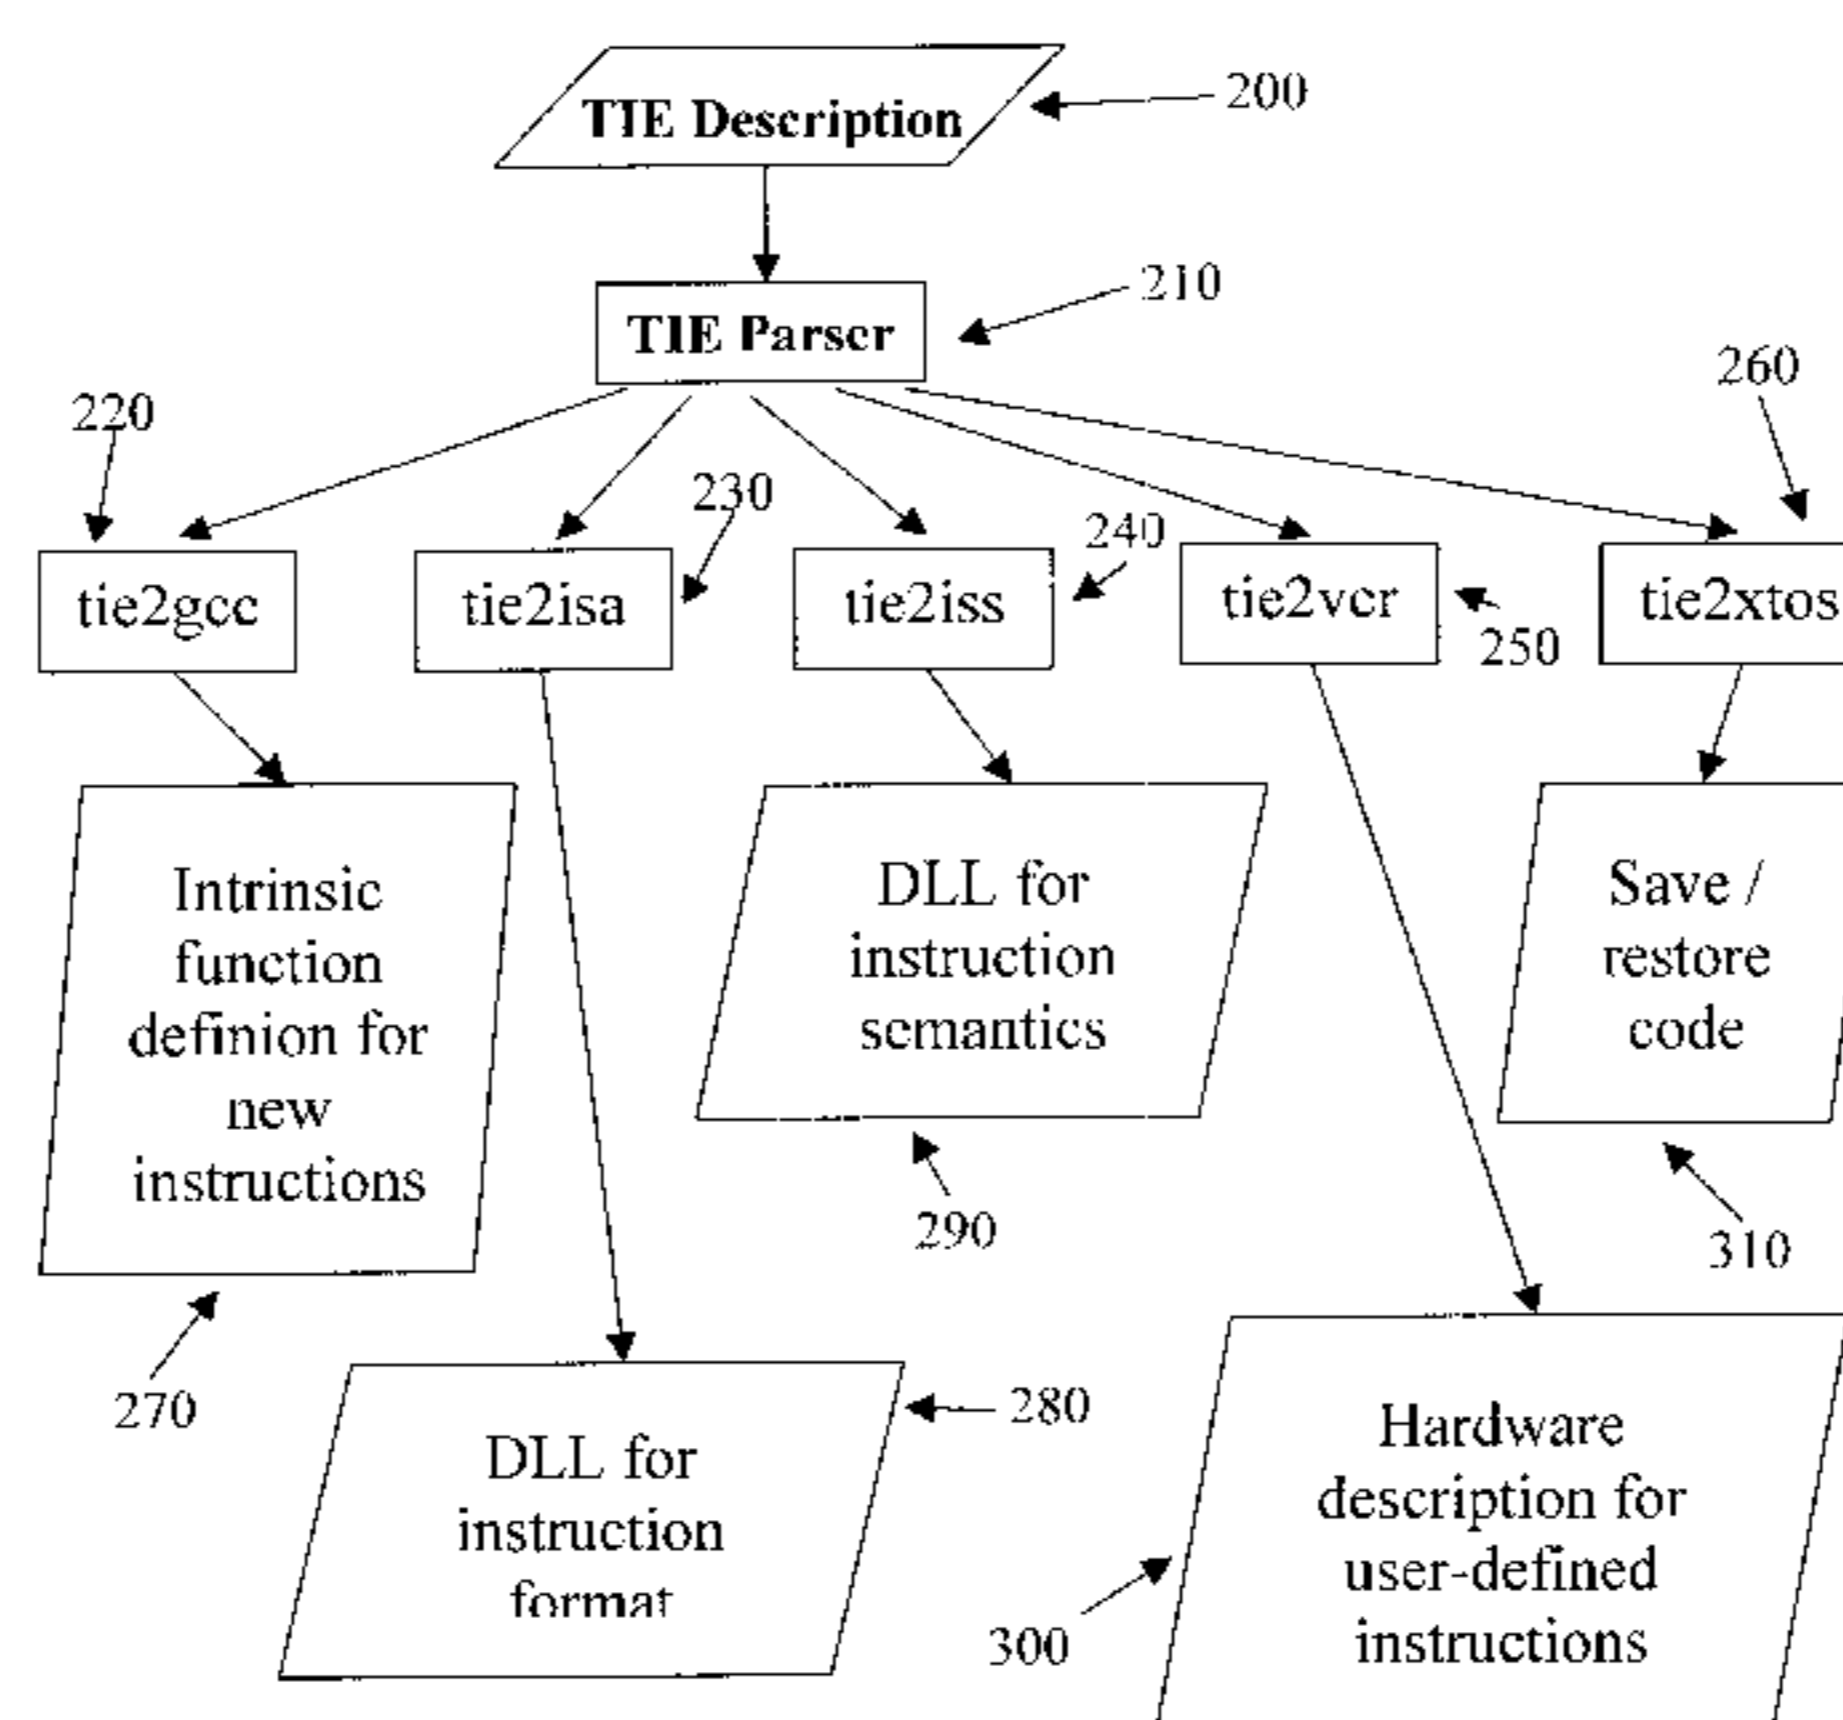 TIE Description
200
TIE Parser
210
260
220
230
240
tie2gcc
tie2isa
tie2iss
tie2ver
tie2xtos
250
Intrinsic
function
definion for
new
instructions
DLL for
instruction
semantics
Save /
restore
code
290
310
270
280
DLL for
instruction
format
Hardware
description for
user-defined
instructions
300